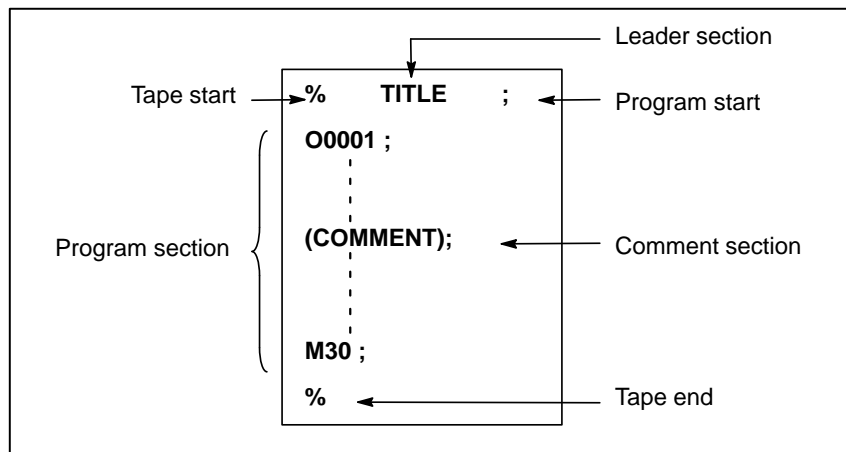 Leader section
Tape start % TITLE ; Program start
O0001 ;
Program section (COMMENT); Comment section
M30 ;
% Tape end